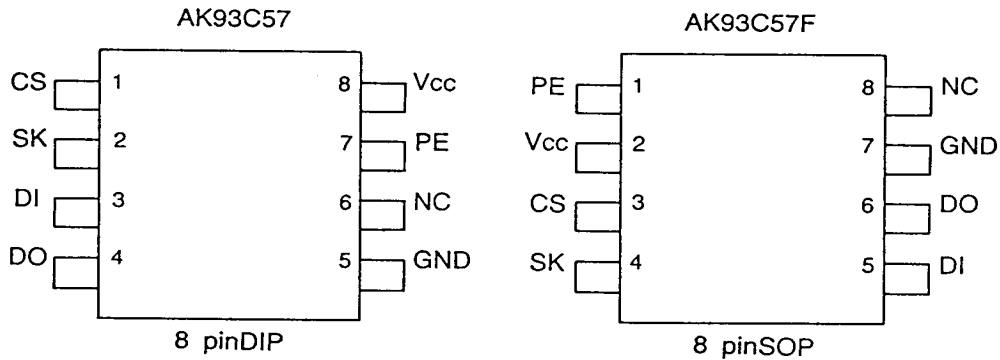 AK93C57
CS 1 8 Vcc
SK 2 7 PE
DI 3 6 NC
DO 4 5 GND
8 pinDIP
AK93C57F
PE 1 8 NC
Vcc 2 7 GND
CS 3 6 DO
SK 4 5 DI
8 pinSOP